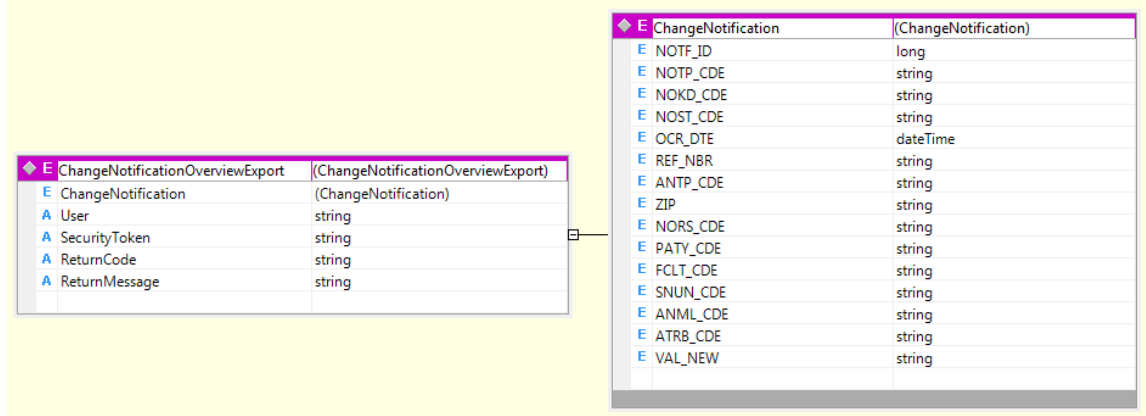 E ChangeNotificationOverviewExport (ChangeNotificationOverviewExport)
E ChangeNotification (ChangeNotification)
A User string
A SecurityToken string
A ReturnCode string
A ReturnMessage string
E ChangeNotification (ChangeNotification)
E NOTF_ID long
E NOTP_CDE string
E NOKD_CDE string
E NOST_CDE string
E OCR_DTE dateTime
E REF_NBR string
E ANTP_CDE string
E ZIP string
E NORS_CDE string
E PATY_CDE string
E FCLT_CDE string
E SNUN_CDE string
E ANML_CDE string
E ATRB_CDE string
E VAL_NEW string